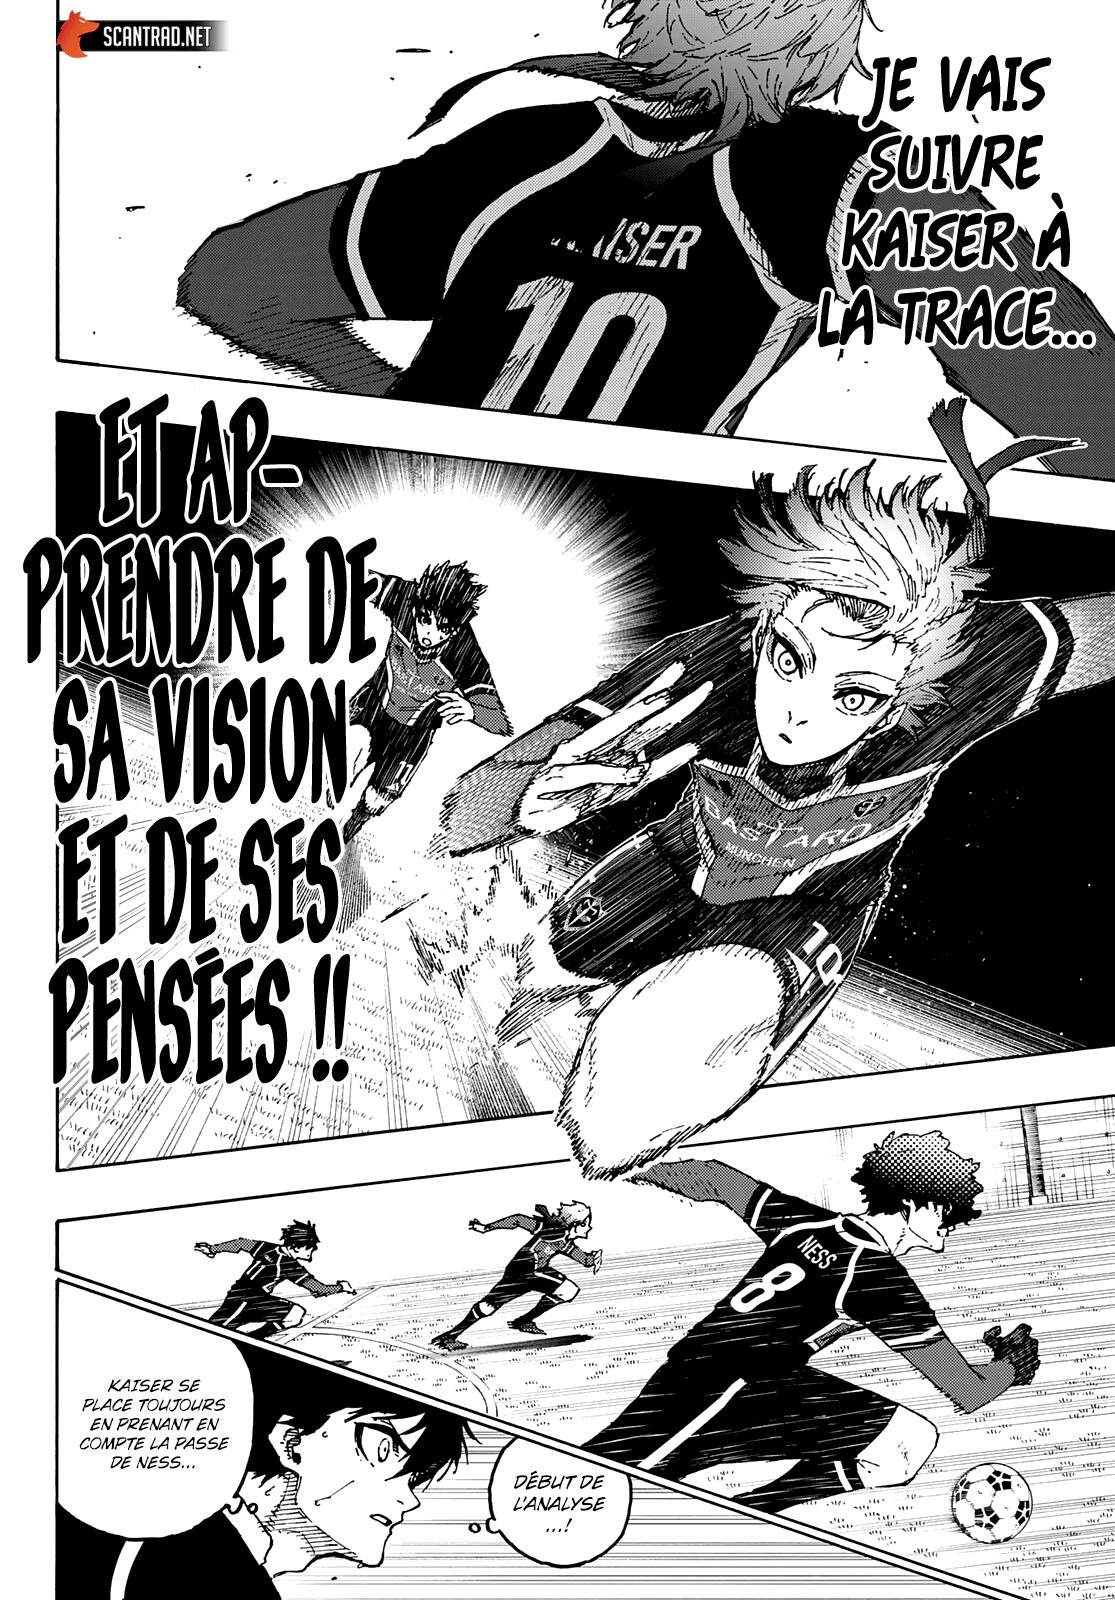 SCANTRAD.NET
JE VAIS
SUIVRE
KAISER À
LA TRACE...
KAISER
10
ET AP-
PRENDRE DE
SA VISION
ET DE SES
PENSÉES !!
BASTARD
MÜNCHEN
10
NESS
8
DÉBUT DE
L'ANALYSE
...!
KAISER SE
PLACE TOUJOURS
EN PRENANT EN
COMPTE LA PASSE
DE NESS...